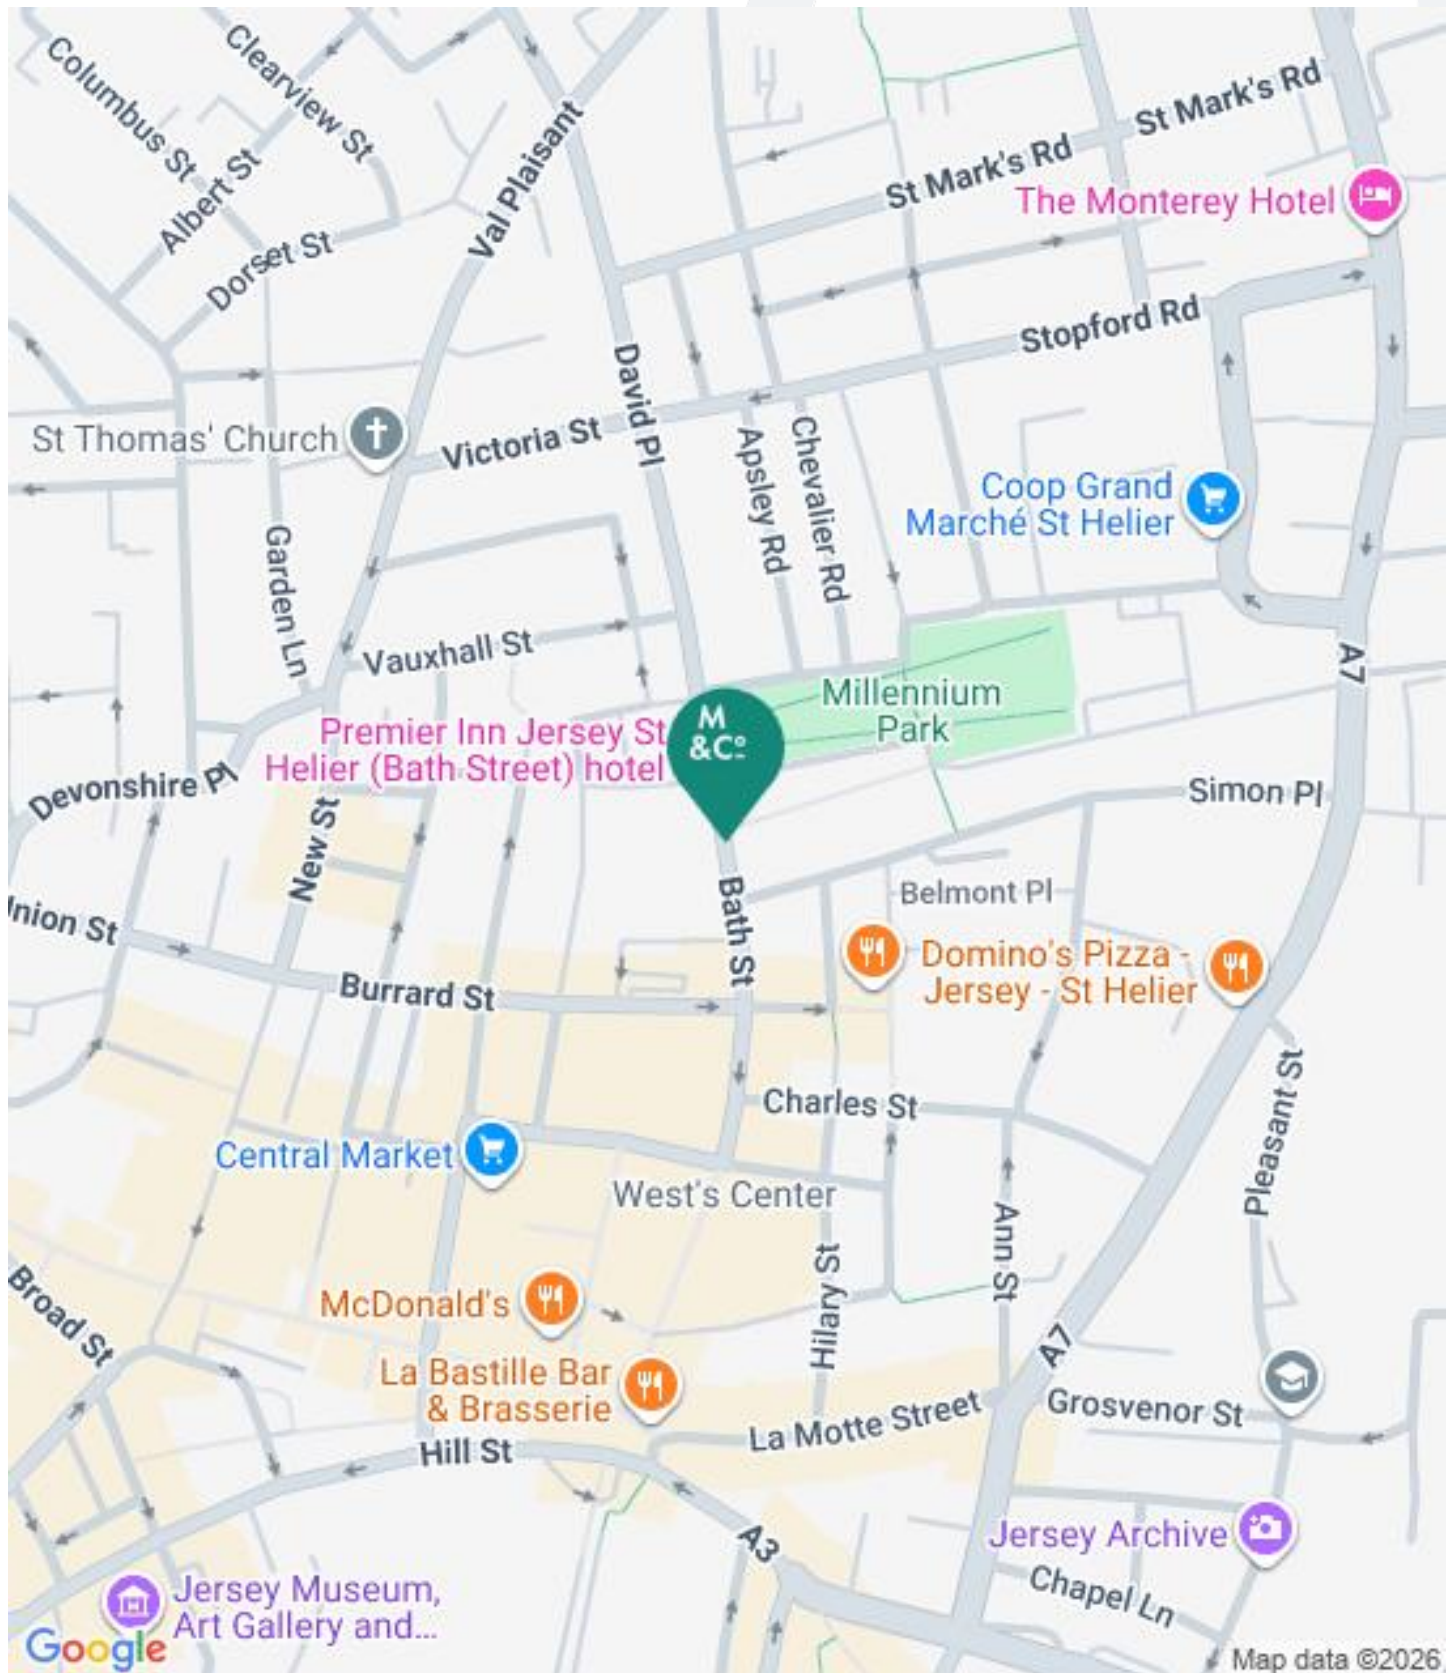 Columbus St
Clearview St
Albert St
Dorset St
Val Plaisant
St Mark's Rd
St Mark's Rd
The Monterey Hotel
Stopford Rd
David Pl
St Thomas' Church
Victoria St
Apsley Rd
Chevalier Rd
Coop Grand
Marché St Helier
Garden Ln
Vauxhall St
A7
M
&Co
Millennium
Park
Premier Inn Jersey St
Helier (Bath Street) hotel
Devonshire Pl
New St
Simon Pl
Bath St
Belmont Pl
Union St
Burrard St
Domino's Pizza -
Jersey - St Helier
Pleasant St
Charles St
Central Market
West's Center
Ann St
Hilary St
Broad St
McDonald's
La Bastille Bar
& Brasserie
A7
Grosvenor St
La Motte Street
Hill St
A3
Jersey Archive
Chapel Ln
Jersey Museum,
Art Gallery and...
Google
Map data ©2026